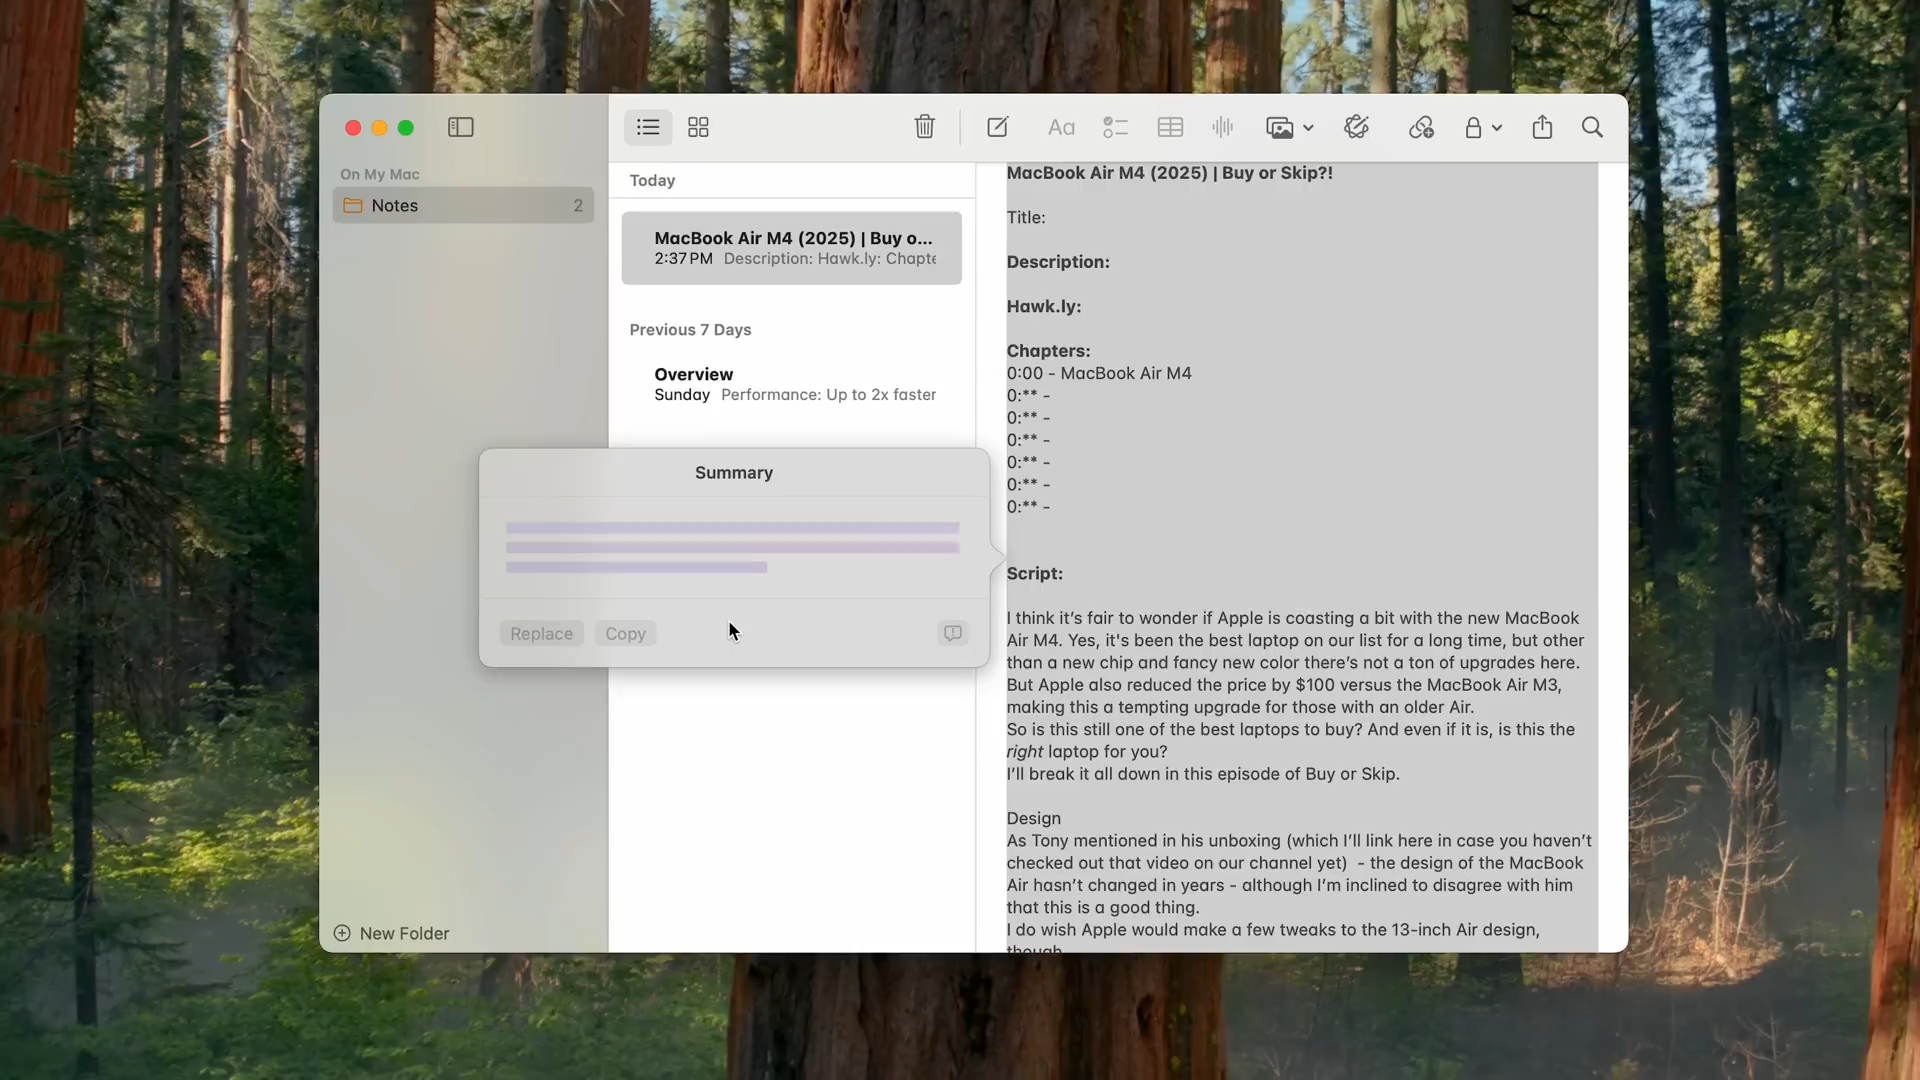 On My Mac
Notes 2
New Folder
Today
MacBook Air M4 (2025) | Buy o...
2:37 PM Description: Hawk.ly: Chapte
Previous 7 Days
Overview
Sunday Performance: Up to 2x faster
Summary
Replace Copy
Aa
MacBook Air M4 (2025) | Buy or Skip?!
Title:
Description:
Hawk.ly:
Chapters:
0:00 - MacBook Air M4
0:** -
0:** -
0:** -
0:** -
0:** -
0:** -
Script:
I think it’s fair to wonder if Apple is coasting a bit with the new MacBook
Air M4. Yes, it's been the best laptop on our list for a long time, but other
than a new chip and fancy new color there’s not a ton of upgrades here.
But Apple also reduced the price by $100 versus the MacBook Air M3,
making this a tempting upgrade for those with an older Air.
So is this still one of the best laptops to buy? And even if it is, is this the
right laptop for you?
I’ll break it all down in this episode of Buy or Skip.
Design
As Tony mentioned in his unboxing (which I’ll link here in case you haven’t
checked out that video on our channel yet)  - the design of the MacBook
Air hasn’t changed in years - although I’m inclined to disagree with him
that this is a good thing.
I do wish Apple would make a few tweaks to the 13-inch Air design,
though